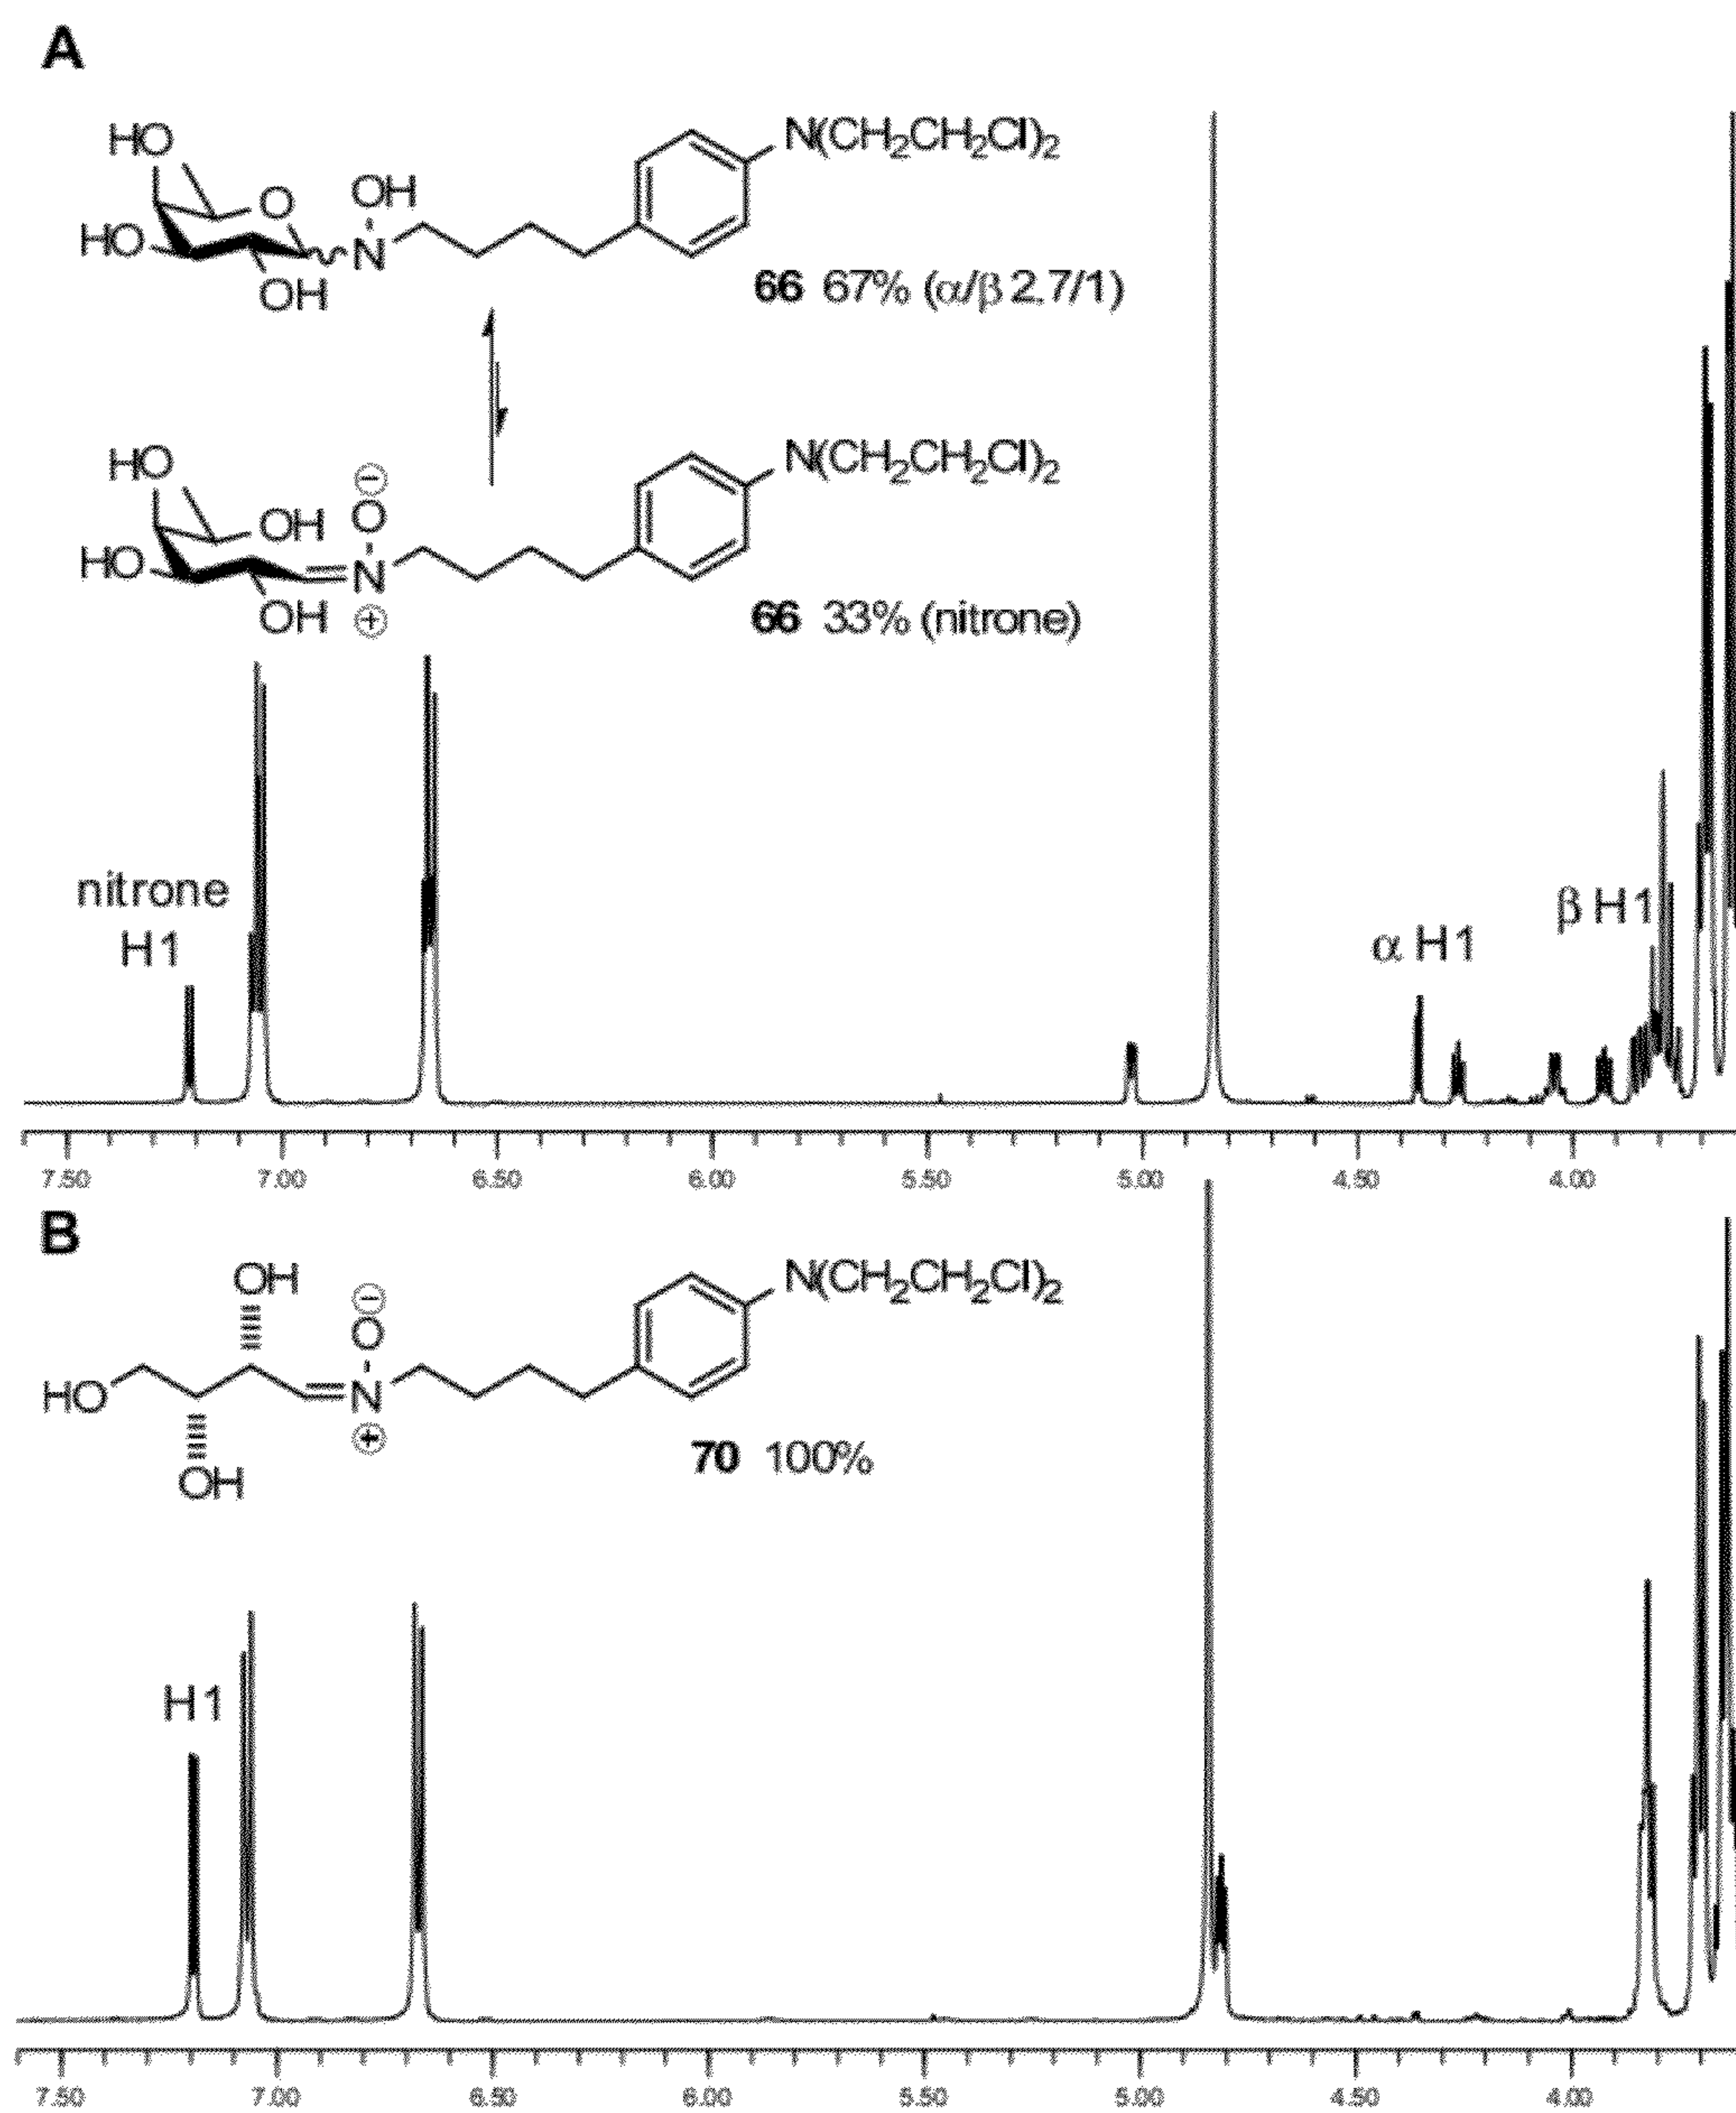 A
HO
N(CH2CH2Cl)2
OH
O
HO
N
OH
66 67% (α/β 2.7/1)
HO
N(CH2CH2Cl)2
⊖
O
OH
HO
N
OH
⊕
66 33% (nitrone)
nitrone
H1
β H1
α H1
7.50 7.00 6.50 6.00 5.50 5.00 4.50 4.00
B
OH
N(CH2CH2Cl)2
⊖
O
HO
N
⊕
OH
70 100%
H1
7.50 7.00 6.50 6.00 5.50 5.00 4.50 4.00